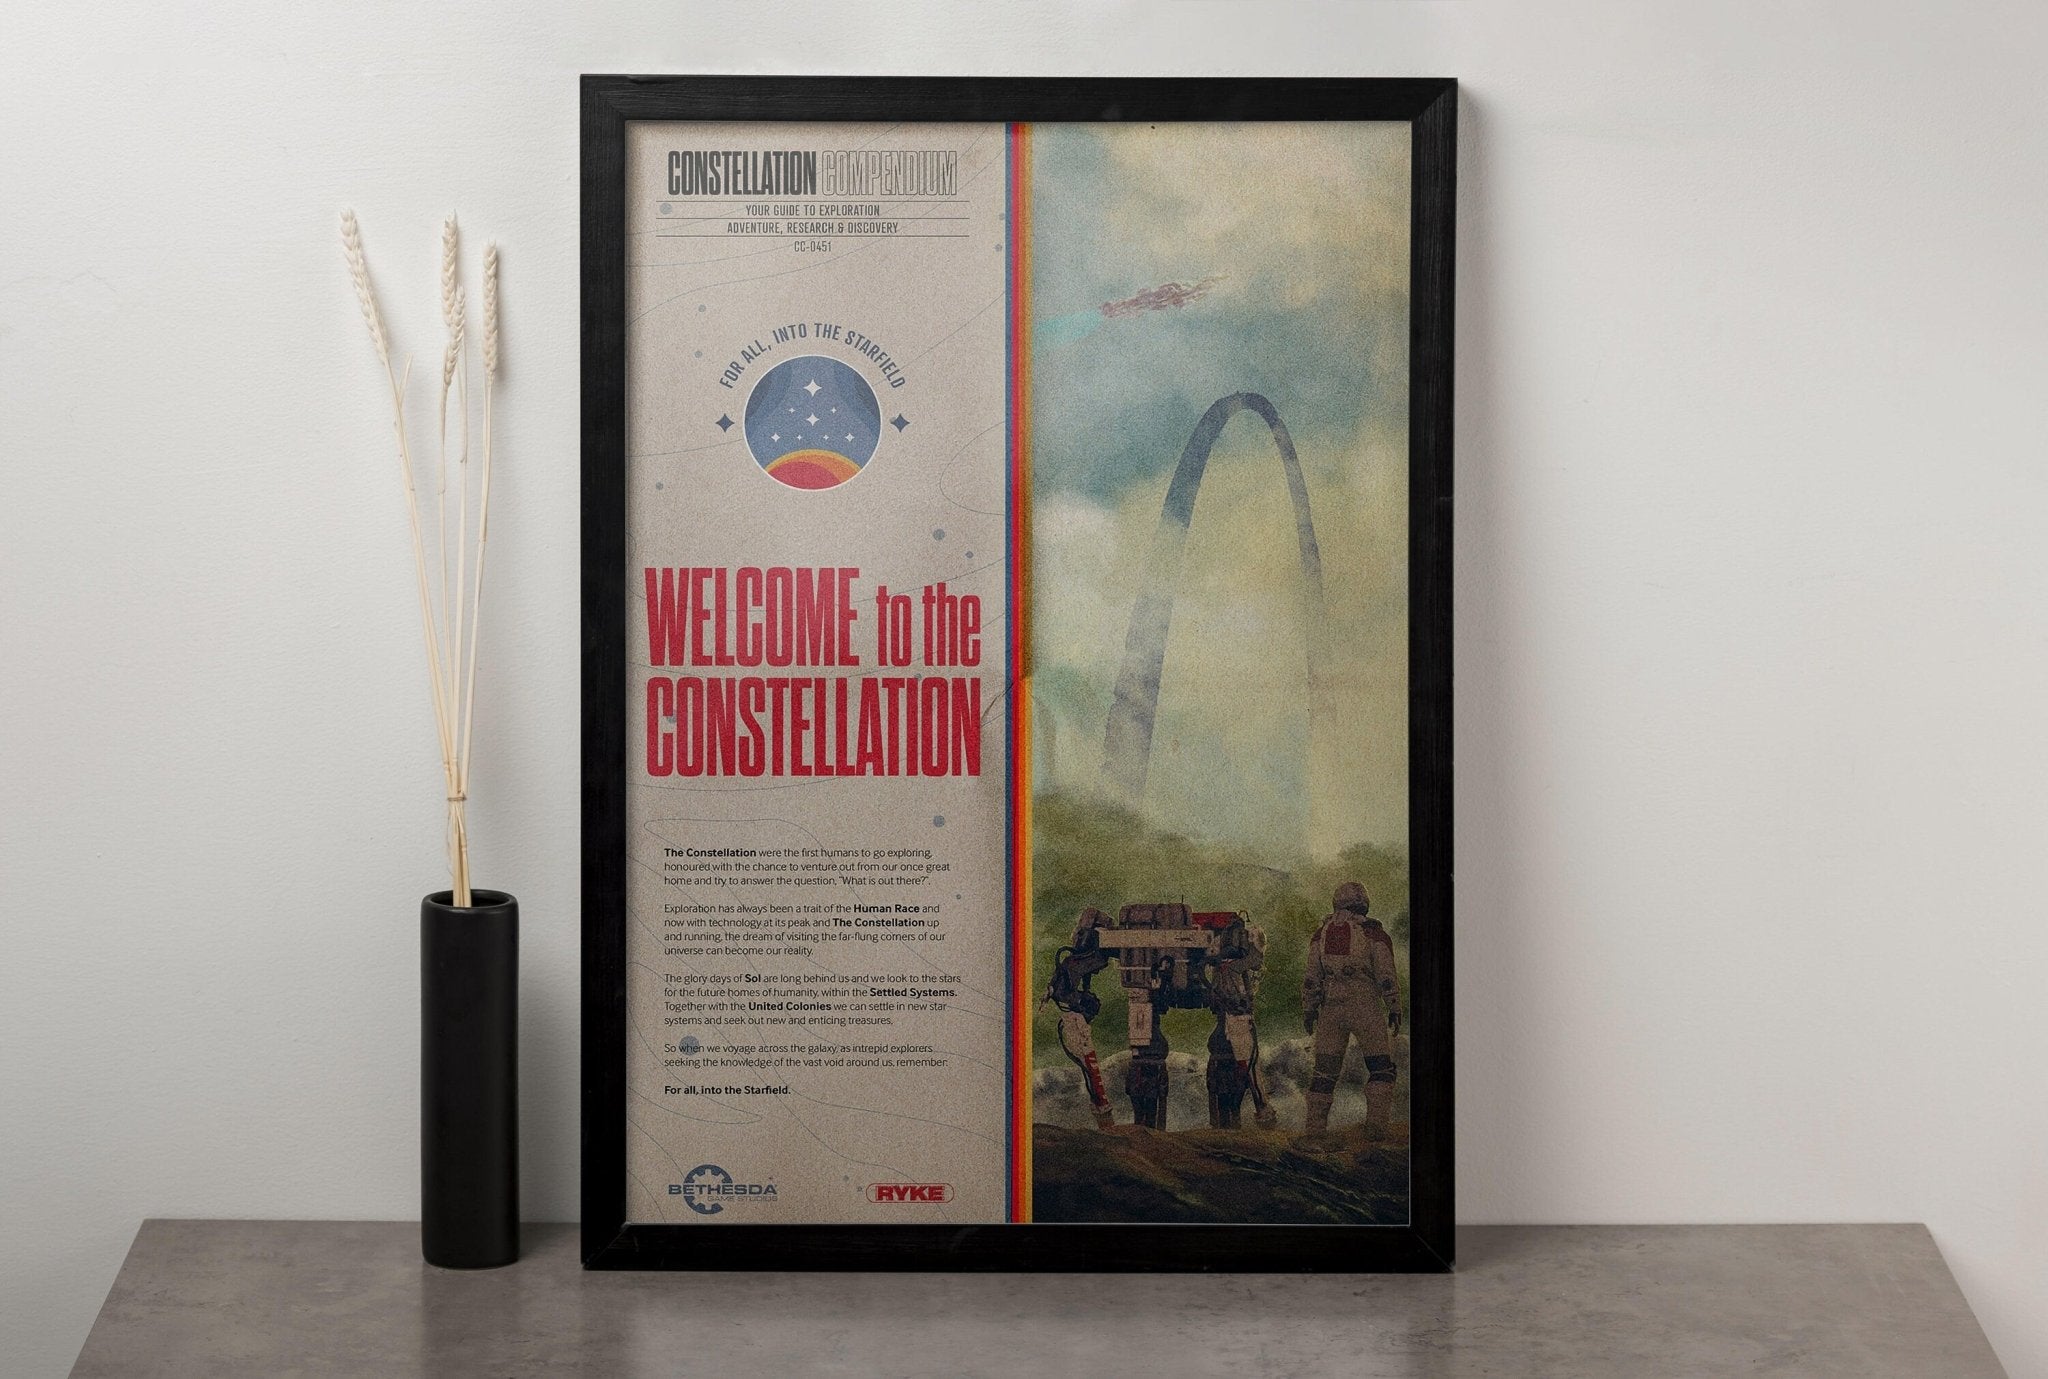 CONSTELLATION COMPENDIUM
YOUR GUIDE TO EXPLORATION
ADVENTURE, RESEARCH & DISCOVERY
CC-0451
FOR ALL, INTO THE STARFIELD
WELCOME to the
CONSTELLATION
The Constellation were the first humans to go exploring,
honoured with the chance to venture out from our once great
home and try to answer the question, "What is out there?".
Exploration has always been a trait of the Human Race and
now with technology at its peak and The Constellation up
and running, the dream of visiting the far-flung corners of our
universe can become our reality.
The glory days of Sol are long behind us and we look to the stars
for the future homes of humanity, within the Settled Systems.
Together with the United Colonies we can settle in new star
systems and seek out new and enticing treasures.
So when we voyage across the galaxy, as intrepid explorers
seeking the knowledge of the vast void around us, remember:
For all, into the Starfield.
BETHESDA
GAME STUDIOS
RYKE